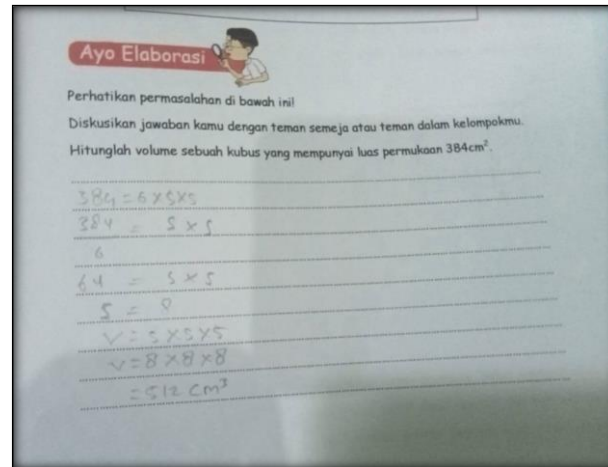 Ayo Elaborasi
Perhatikan permasalahan di bawah ini!
Diskusikan jawaban kamu dengan teman semeja atau teman dalam kelompokmu.
Hitunglah volume sebuah kubus yang mempunyai luas permukaan 384cm².
384 = 6 x s x s
384 = s x s
6
64 = s x s
s = 8
v = s x s x s
v = 8 x 8 x 8
= 512 cm³